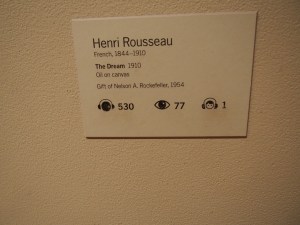 Henri Rousseau
French, 1844–1910
The Dream 1910
Oil on canvas
Gift of Nelson A. Rockefeller, 1954
530 77 1